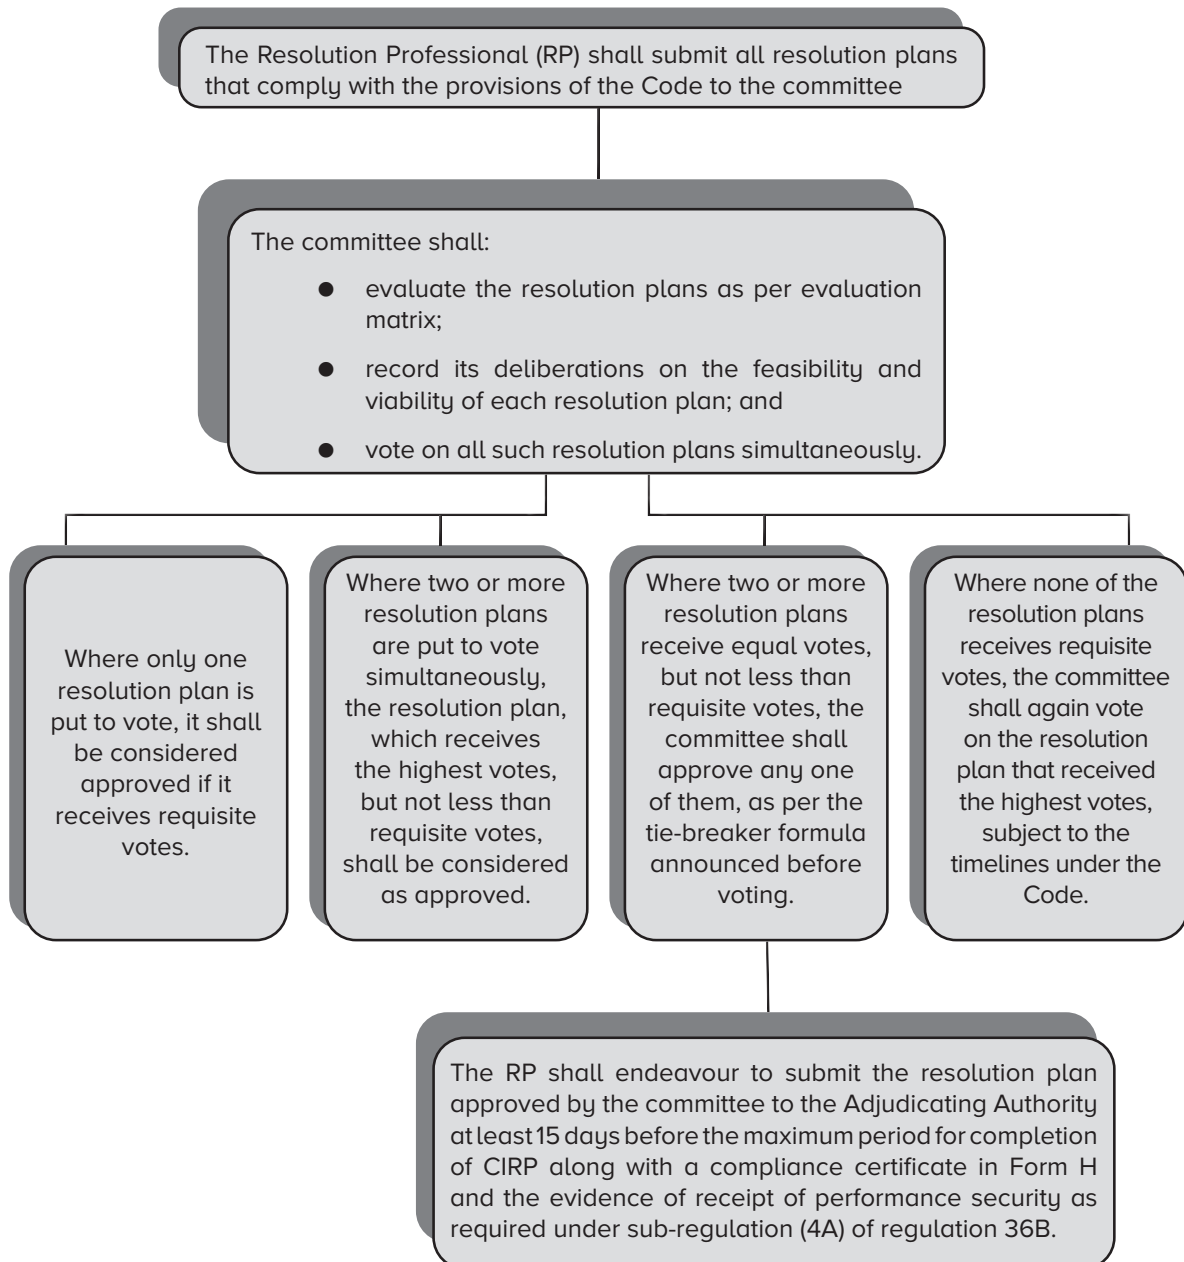 The Resolution Professional (RP) shall submit all resolution plans
that comply with the provisions of the Code to the committee
The committee shall:
● evaluate the resolution plans as per evaluation
matrix;
● record its deliberations on the feasibility and
viability of each resolution plan; and
● vote on all such resolution plans simultaneously.
Where only one
resolution plan is
put to vote, it shall
be considered
approved if it
receives requisite
votes.
Where two or more
resolution plans
are put to vote
simultaneously,
the resolution plan,
which receives
the highest votes,
but not less than
requisite votes,
shall be considered
as approved.
Where two or more
resolution plans
receive equal votes,
but not less than
requisite votes, the
committee shall
approve any one
of them, as per the
tie-breaker formula
announced before
voting.
Where none of the
resolution plans
receives requisite
votes, the committee
shall again vote
on the resolution
plan that received
the highest votes,
subject to the
timelines under the
Code.
The RP shall endeavour to submit the resolution plan
approved by the committee to the Adjudicating Authority
at least 15 days before the maximum period for completion
of CIRP along with a compliance certificate in Form H
and the evidence of receipt of performance security as
required under sub-regulation (4A) of regulation 36B.